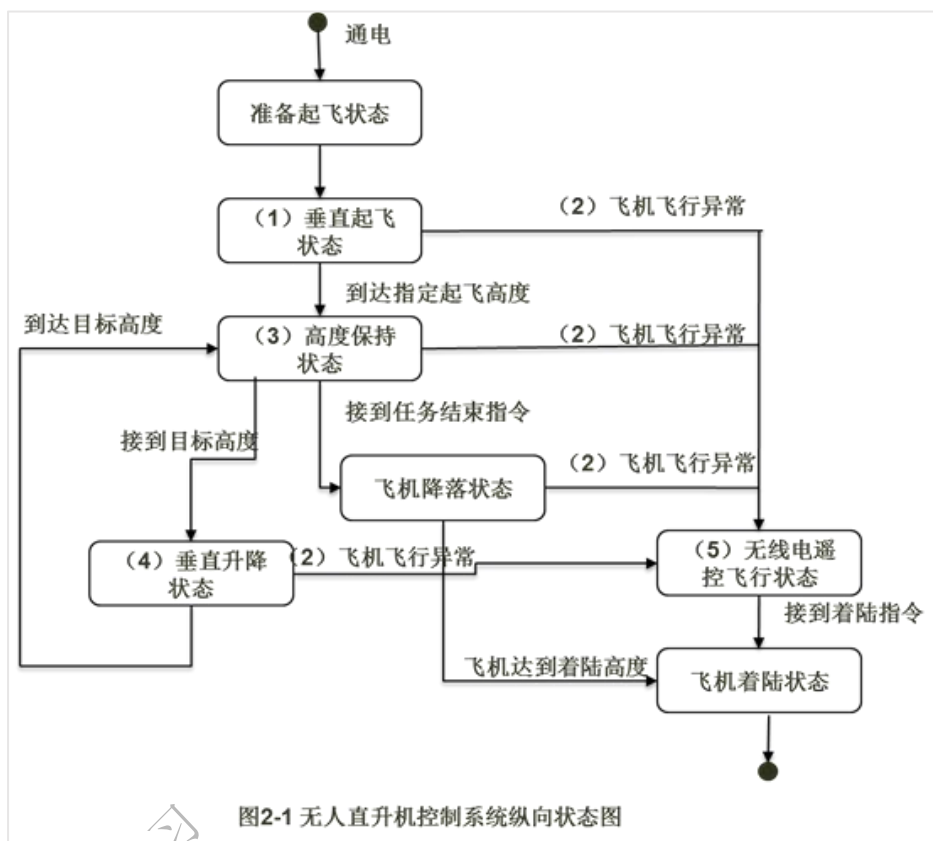 通电
准备起飞状态
（1）垂直起飞
状态
（2）飞机飞行异常
到达指定起飞高度
到达目标高度
（3）高度保持
状态
（2）飞机飞行异常
接到任务结束指令
接到目标高度
（2）飞机飞行异常
飞机降落状态
（4）垂直升降
状态
（2）飞机飞行异常
（5）无线电遥
控飞行状态
接到着陆指令
飞机达到着陆高度
飞机着陆状态
图2-1 无人直升机控制系统纵向状态图